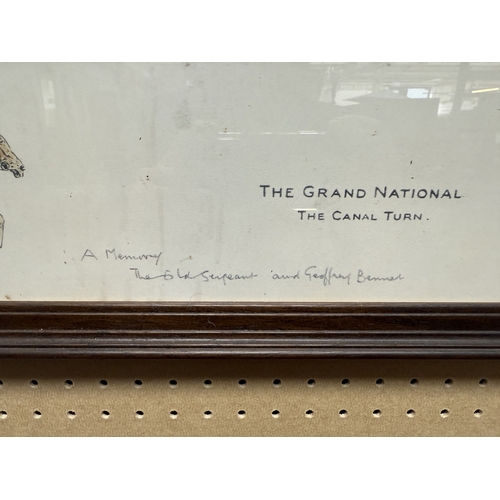 THE GRAND NATIONAL
THE CANAL TURN.
A Memory
The Old Sergeant and Geoffrey Bennet